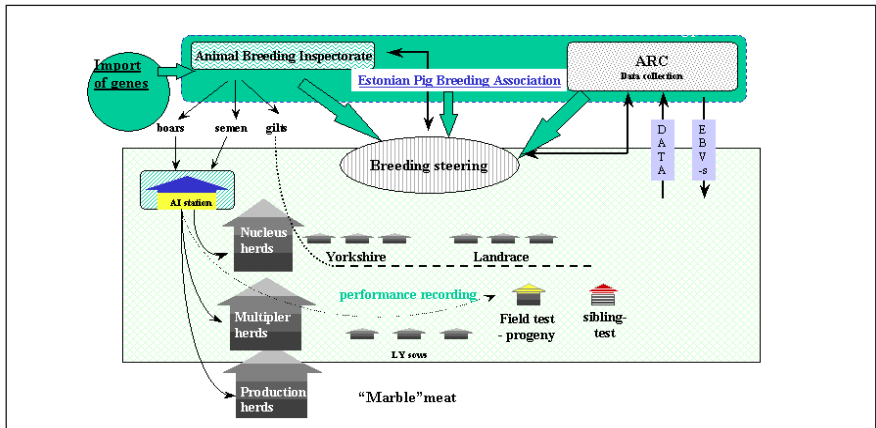 Animal Breeding Inspectorate
ARC
Data collection
Import
of genes
Estonian Pig Breeding Association
boars
semen
gilts
D
A
T
A
E
B
V
-s
Breeding steering
AI station
Nucleus
herds
Yorkshire
Landrace
performance recording
Multipler
herds
Field test
- progeny
sibling-
test
LY sows
Production
herds
“Marble”meat